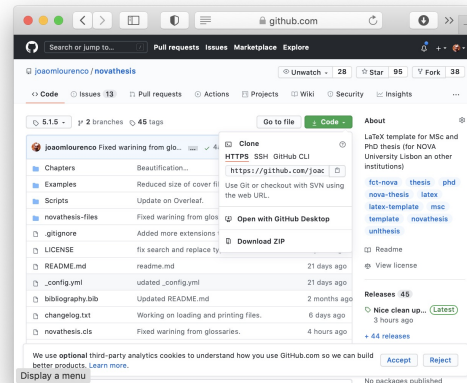 github.com
Search or jump to... / Pull requests Issues Marketplace Explore
joaomlourenco / novathesis
Unwatch 28 Star 95 Fork 38
Code Issues 13 Pull requests Actions Projects Wiki Security Insights ...
5.1.5 2 branches 45 tags Go to file Code
About
LaTeX template for MSc and
PhD thesis (for NOVA
University Lisbon an other
institutions)
fct-nova thesis phd
nova-thesis latex
latex-template msc
template novathesis
unlthesis
Readme
View license
Releases 45
Nice clean up... Latest
3 hours ago
+ 44 releases
joaomlourenco Fixed warining from glo...
Clone
HTTPS SSH GitHub CLI
https://github.com/joac
Use Git or checkout with SVN using
the web URL.
Open with GitHub Desktop
Download ZIP
Chapters Beautification...
Examples Reduced size of cover fil
Scripts Update on Overleaf.
novathesis-files Fixed warining from glos
.gitignore Added more extensions
LICENSE fix search and replace ty
README.md readme.md 21 days ago
_config.yml udated _config.yml 21 days ago
bibliography.bib Updated README.md 2 months ago
changelog.txt Working on loading and printing files. 6 days ago
novathesis.cls Fixed warining from glossaries. 4 hours ago
We use optional third-party analytics cookies to understand how you use GitHub.com so we can build
better products. Learn more.
Accept Reject
Display a menu
No packages published